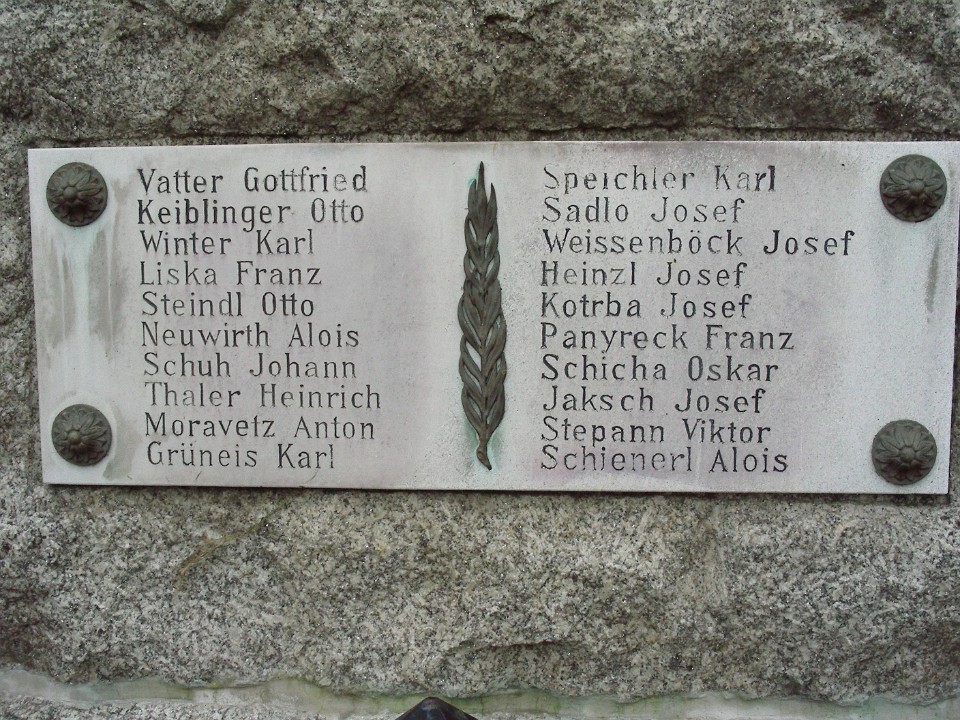 Vatter Gottfried
Keiblinger Otto
Winter Karl
Liska Franz
Steindl Otto
Neuwirth Alois
Schuh Johann
Thaler Heinrich
Moravetz Anton
Grüneis Karl
Speichler Karl
Sadlo Josef
Weissenböck Josef
Heinzl Josef
Kotrba Josef
Panyreck Franz
Schicha Oskar
Jaksch Josef
Stepann Viktor
Schienerl Alois